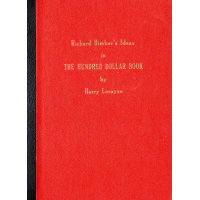 Richard Himber's Ideas
in
THE HUNDRED DOLLAR BOOK
by
Harry Lorayne